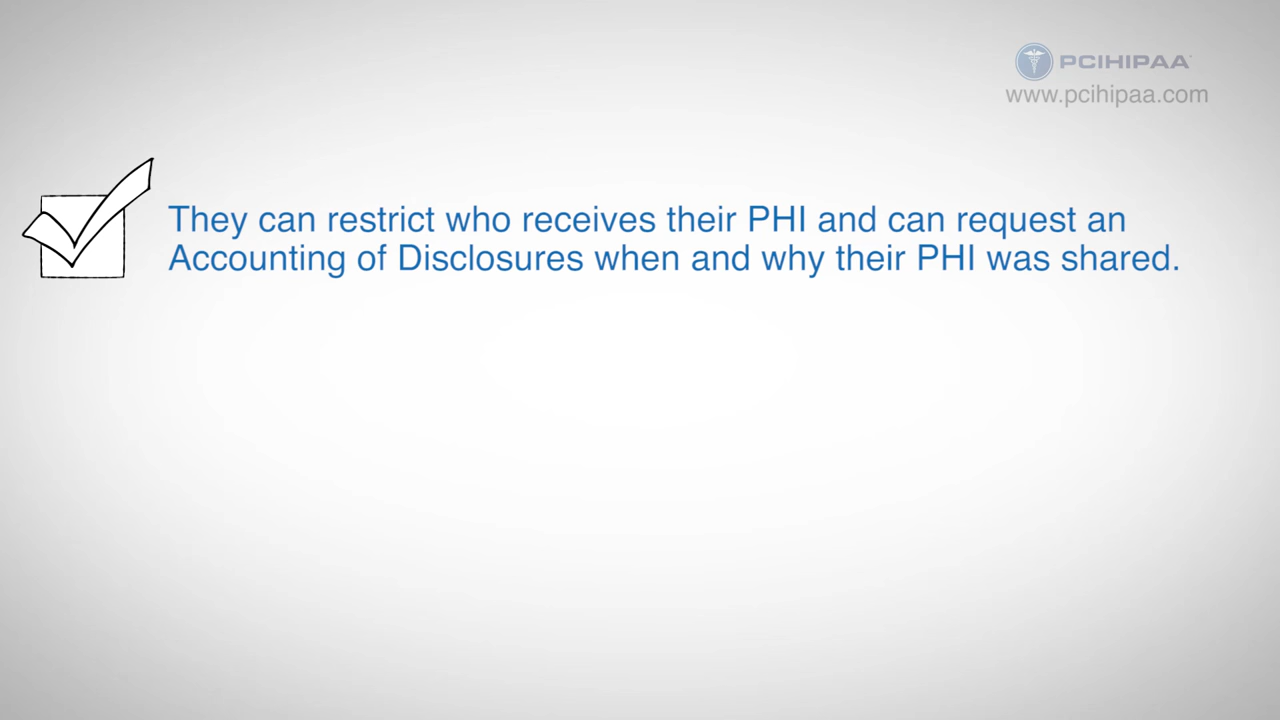 PCIHIPAA
www.pcihipaa.com
They can restrict who receives their PHI and can request an
Accounting of Disclosures when and why their PHI was shared.